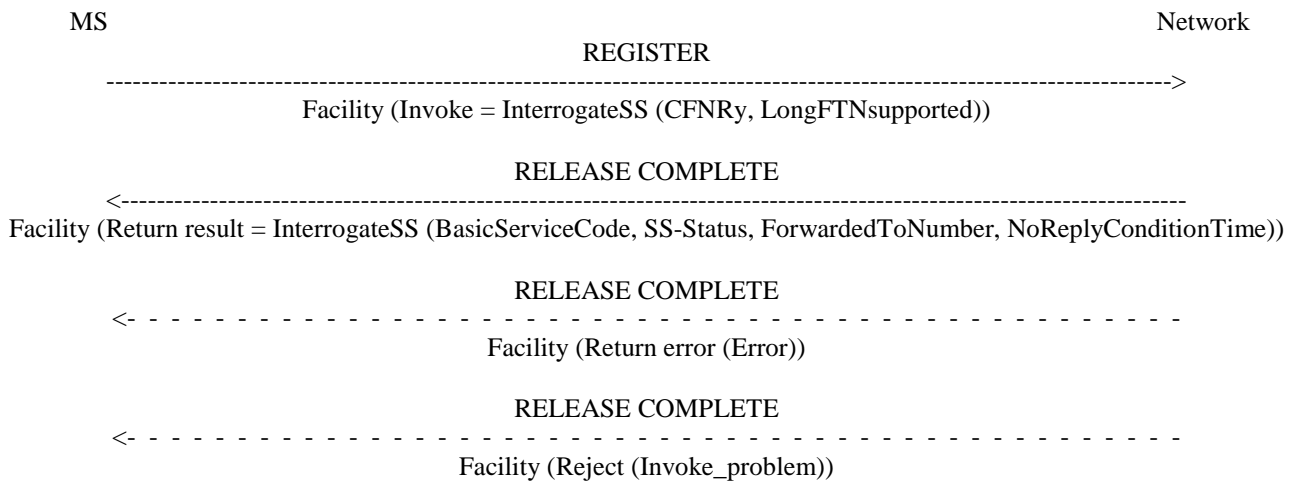 MS Network
REGISTER
------------------------------------------------------------------------------------------------------------------------>
Facility (Invoke = InterrogateSS (CFNRy, LongFTNsupported))
RELEASE COMPLETE
<------------------------------------------------------------------------------------------------------------------------
Facility (Return result = InterrogateSS (BasicServiceCode, SS-Status, ForwardedToNumber, NoReplyConditionTime))
RELEASE COMPLETE
<- - - - - - - - - - - - - - - - - - - - - - - - - - - - - - - - - - - - - - - - - - - - - - - -
Facility (Return error (Error))
RELEASE COMPLETE
<- - - - - - - - - - - - - - - - - - - - - - - - - - - - - - - - - - - - - - - - - - - - - - - -
Facility (Reject (Invoke_problem))